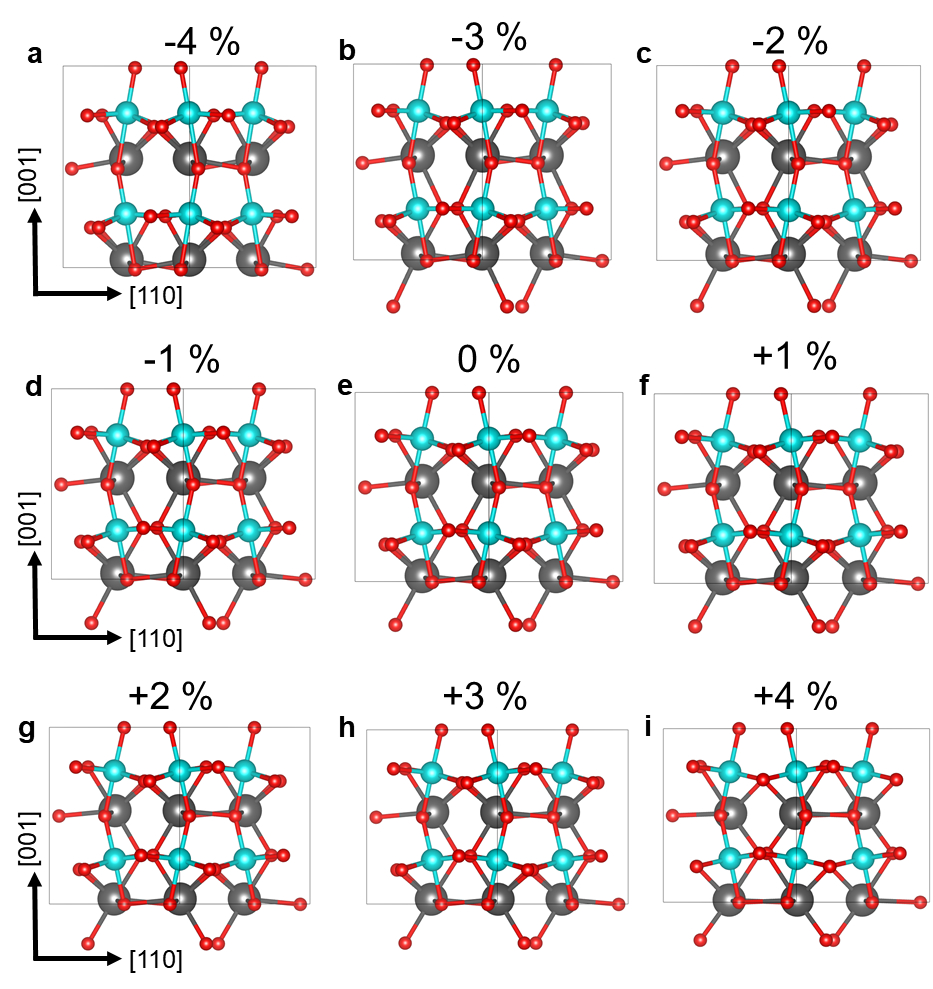 a -4 % b -3 % c -2 %
[001]
[110]
d -1 % e 0 % f +1 %
[001]
[110]
g +2 % h +3 % i +4 %
[001]
[110]